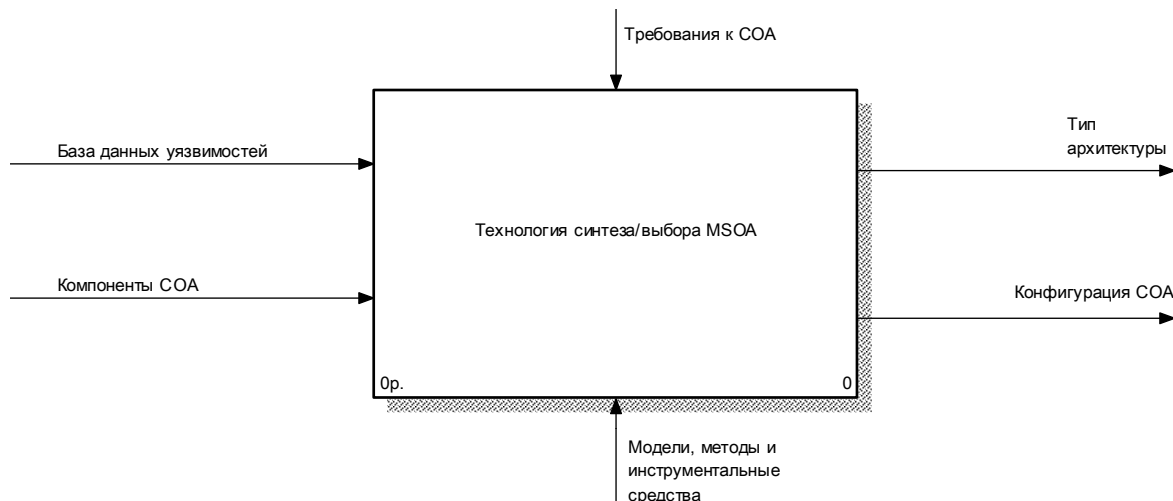 Требования к СОА
База данных уязвимостей
Тип
архитектуры
Технология синтеза/выбора MSOA
Компоненты СОА
Конфигурация СОА
0р.
0
Модели, методы и
инструментальные
средства